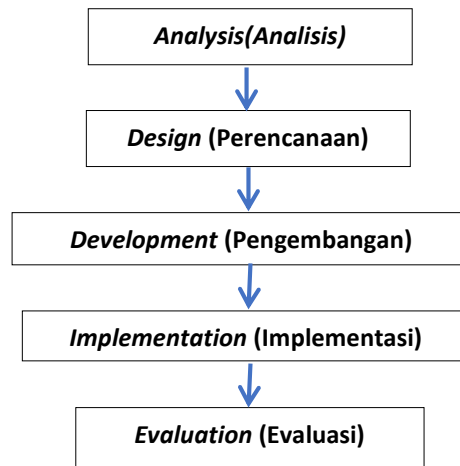 Analysis(Analisis)
Design (Perencanaan)
Development (Pengembangan)
Implementation (Implementasi)
Evaluation (Evaluasi)